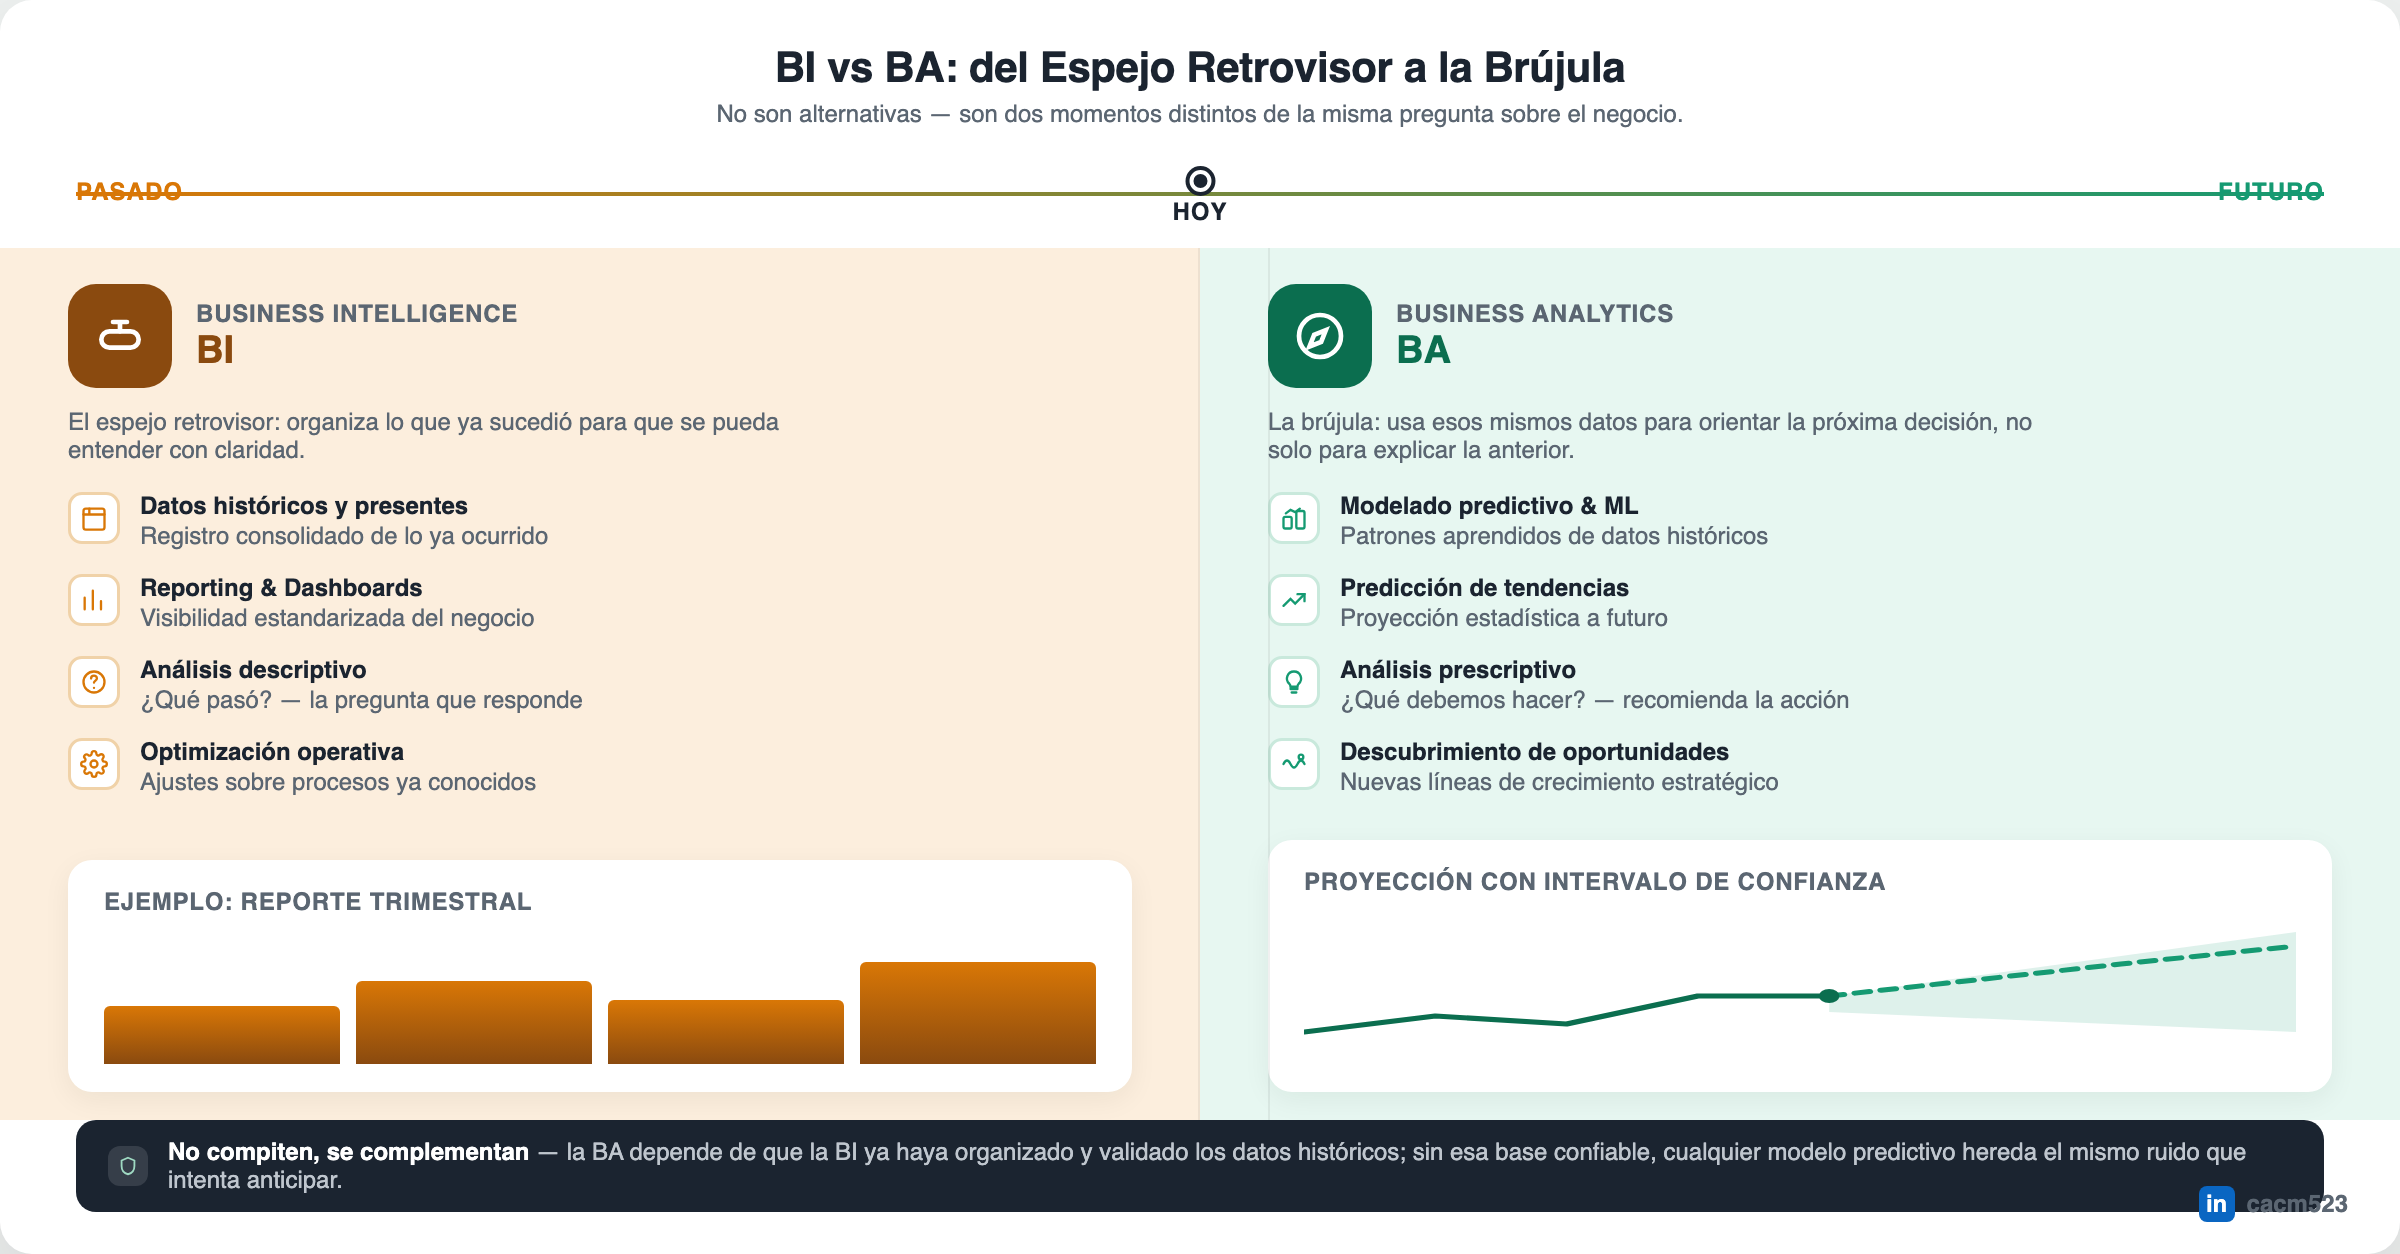 BI vs BA: del Espejo Retrovisor a la Brújula
No son alternativas — son dos momentos distintos de la misma pregunta sobre el negocio.
PASADO
HOY
FUTURO
BUSINESS INTELLIGENCE
BI
El espejo retrovisor: organiza lo que ya sucedió para que se pueda
entender con claridad.
Datos históricos y presentes
Registro consolidado de lo ya ocurrido
Reporting & Dashboards
Visibilidad estandarizada del negocio
Análisis descriptivo
¿Qué pasó? — la pregunta que responde
Optimización operativa
Ajustes sobre procesos ya conocidos
EJEMPLO: REPORTE TRIMESTRAL
BUSINESS ANALYTICS
BA
La brújula: usa esos mismos datos para orientar la próxima decisión, no
solo para explicar la anterior.
Modelado predictivo & ML
Patrones aprendidos de datos históricos
Predicción de tendencias
Proyección estadística a futuro
Análisis prescriptivo
¿Qué debemos hacer? — recomienda la acción
Descubrimiento de oportunidades
Nuevas líneas de crecimiento estratégico
PROYECCIÓN CON INTERVALO DE CONFIANZA
No compiten, se complementan — la BA depende de que la BI ya haya organizado y validado los datos históricos; sin esa base confiable, cualquier modelo predictivo hereda el mismo ruido que
intenta anticipar.
in cacm523